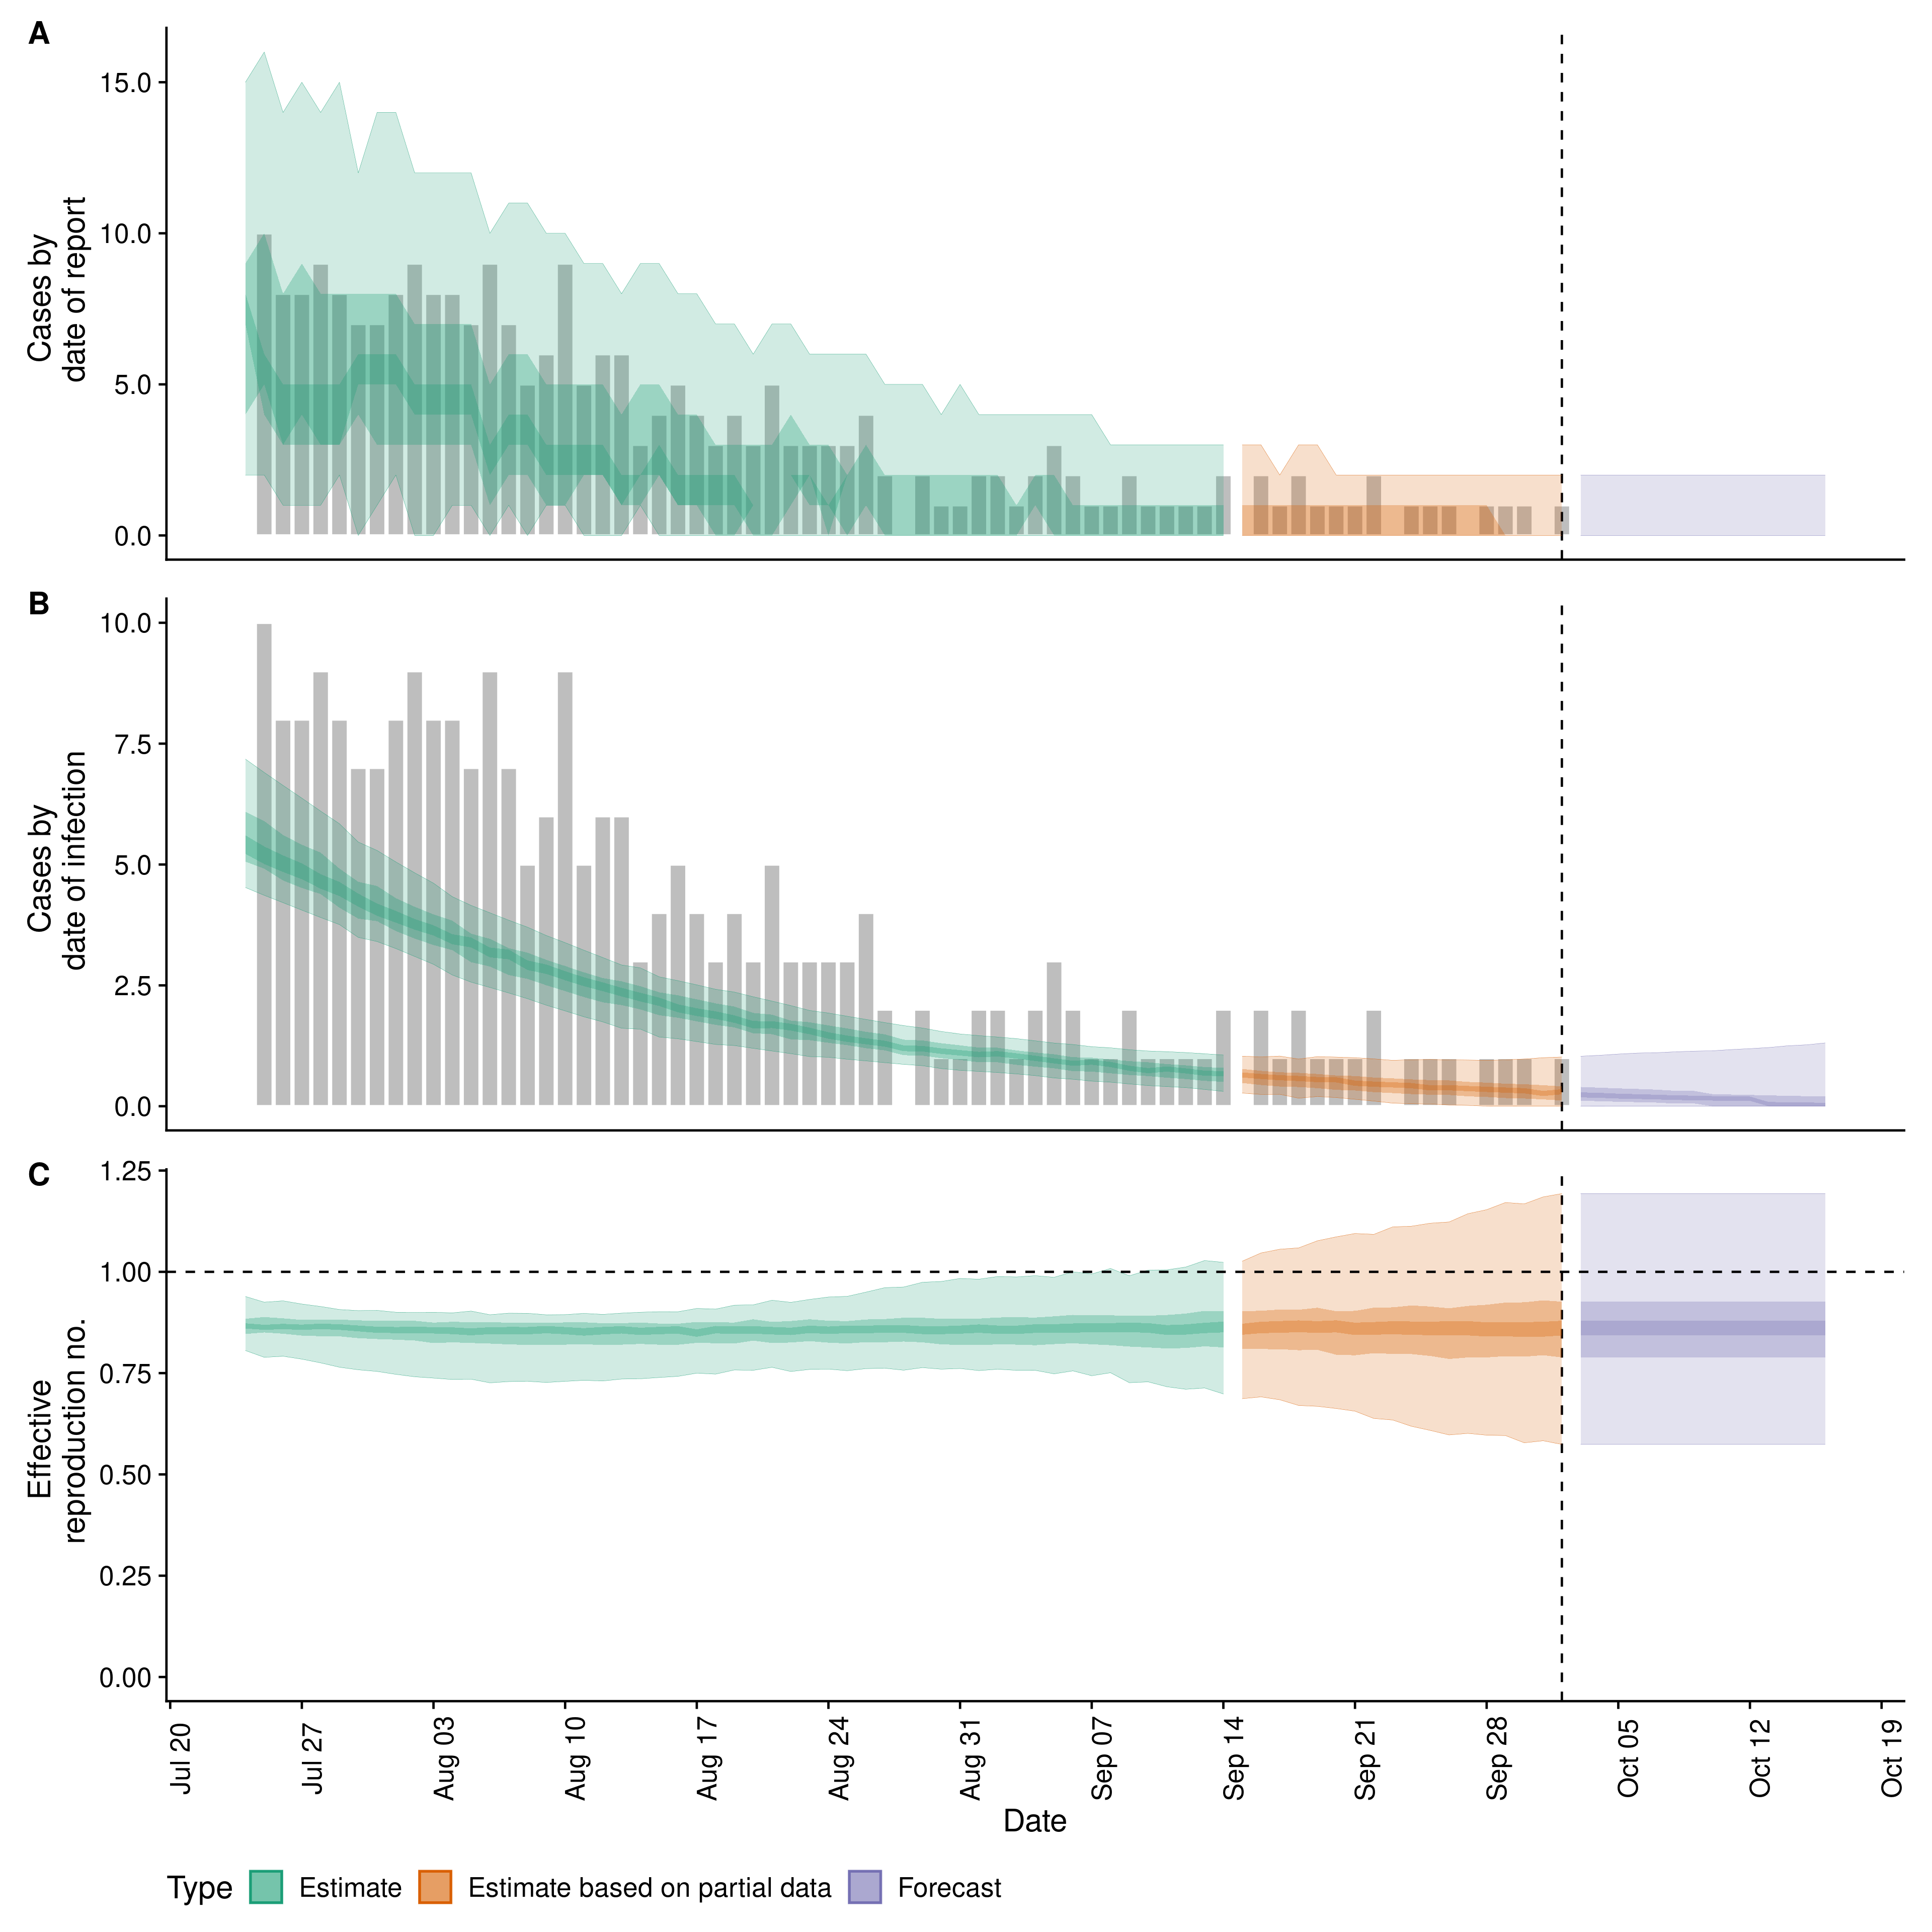 A
15.0
10.0
5.0
0.0
Cases by
date of report
B
10.0
7.5
5.0
2.5
0.0
Cases by
date of infection
C
1.25
1.00
0.75
0.50
0.25
0.00
Effective
reproduction no.
Jul 20
Jul 27
Aug 03
Aug 10
Aug 17
Aug 24
Aug 31
Sep 07
Sep 14
Sep 21
Sep 28
Oct 05
Oct 12
Oct 19
Date
Type Estimate Estimate based on partial data Forecast